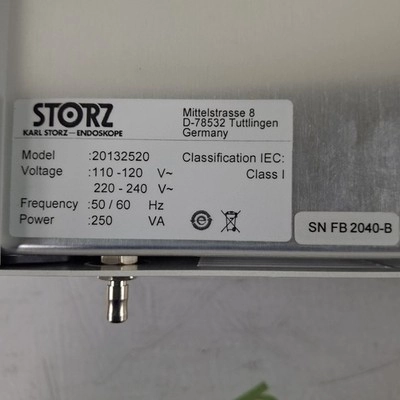 STORZ
KARL STORZ — ENDOSKOPE
Mittelstrasse 8
D-78532 Tuttlingen
Germany
Model :20132520
Voltage :110 -120 V~
220 - 240 V~
Frequency :50 / 60 Hz
Power :250 VA
Classification IEC:
Class I
SN FB 2040-B